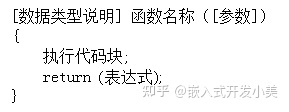 [数据类型说明] 函数名称（[参数]）
{
执行代码块;
return (表达式);
}
知乎 @嵌入式开发小美